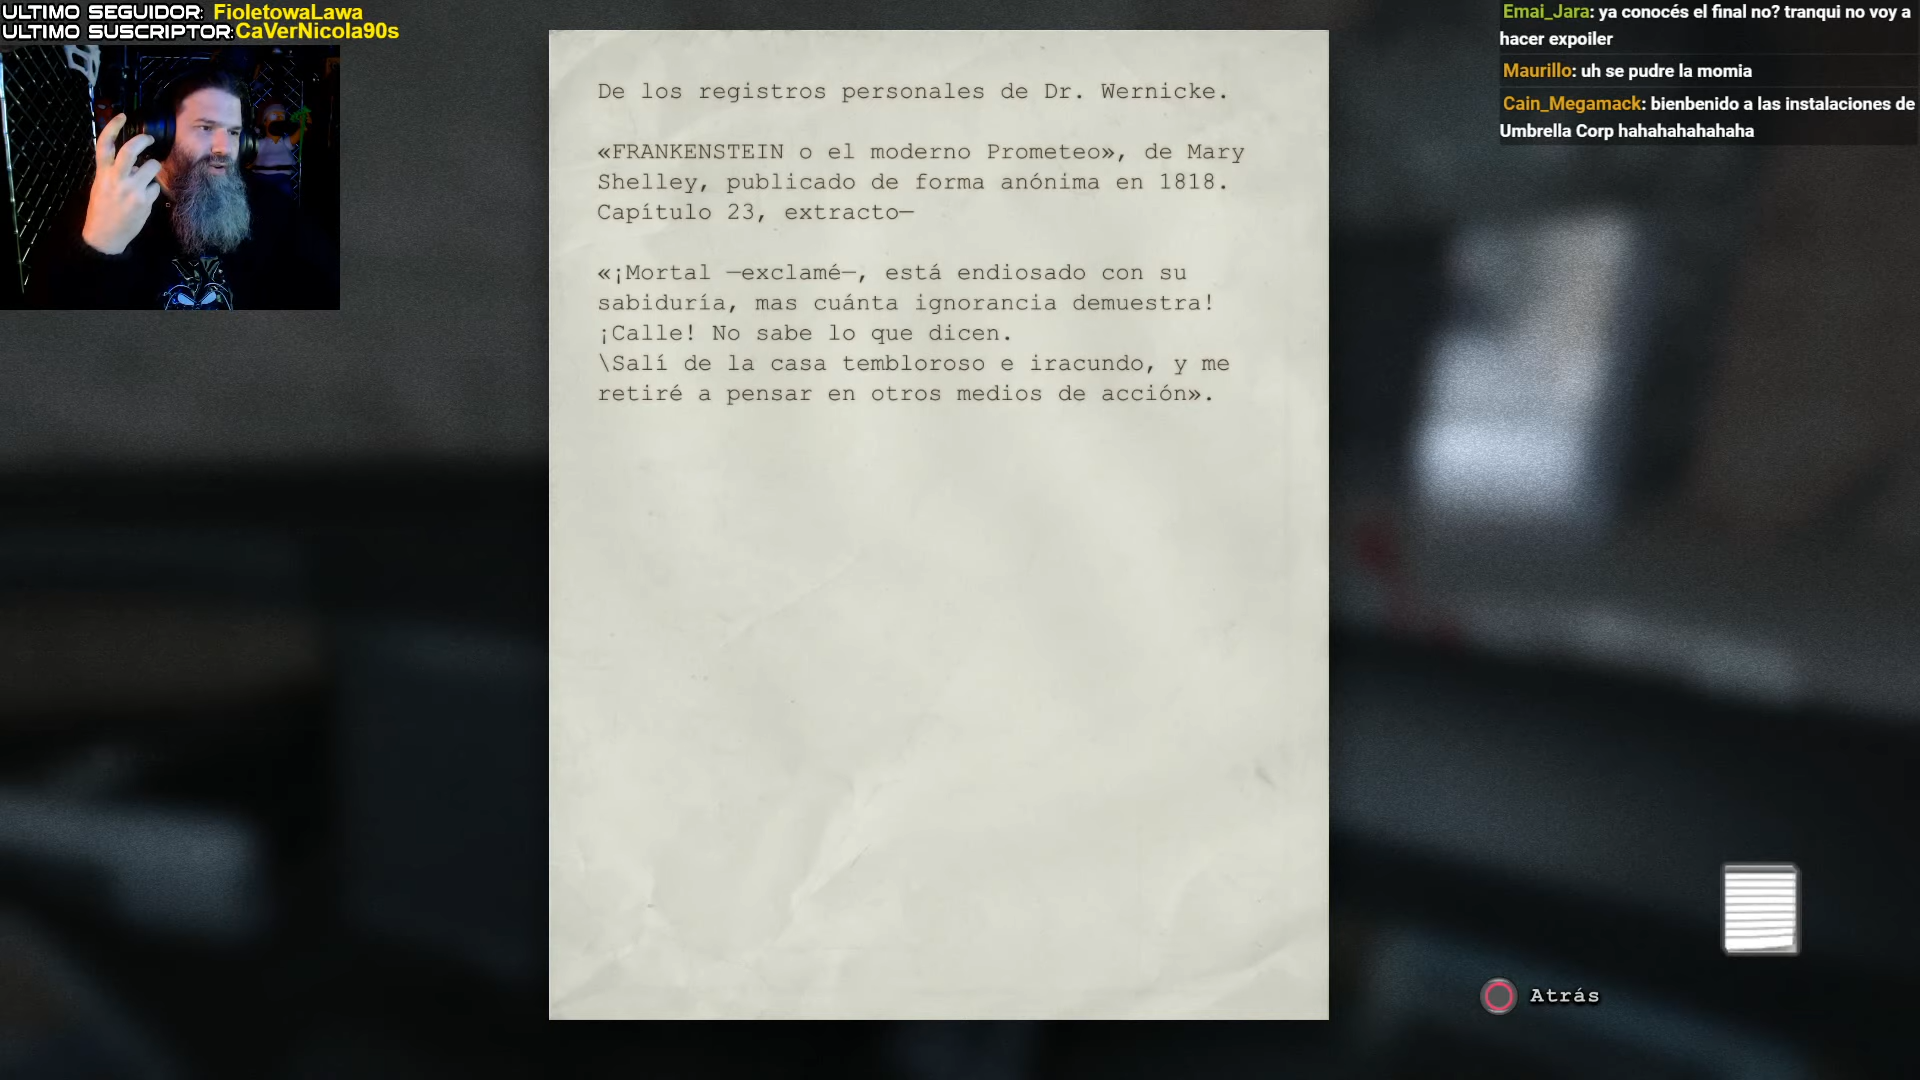 ULTIMO SEGUIDOR: FioletowaLawa
ULTIMO SUSCRIPTOR:CaVerNicola90s
De los registros personales de Dr. Wernicke.
«FRANKENSTEIN o el moderno Prometeo», de Mary
Shelley, publicado de forma anónima en 1818.
Capítulo 23, extracto—
«¡Mortal —exclamé—, está endiosado con su
sabiduría, mas cuánta ignorancia demuestra!
¡Calle! No sabe lo que dicen.
\Salí de la casa tembloroso e iracundo, y me
retiré a pensar en otros medios de acción».
Emai_Jara: ya conocés el final no? tranqui no voy a
hacer expoiler
Maurillo: uh se pudre la momia
Cain_Megamack: bienbenido a las instalaciones de
Umbrella Corp hahahahahahaha
Atrás